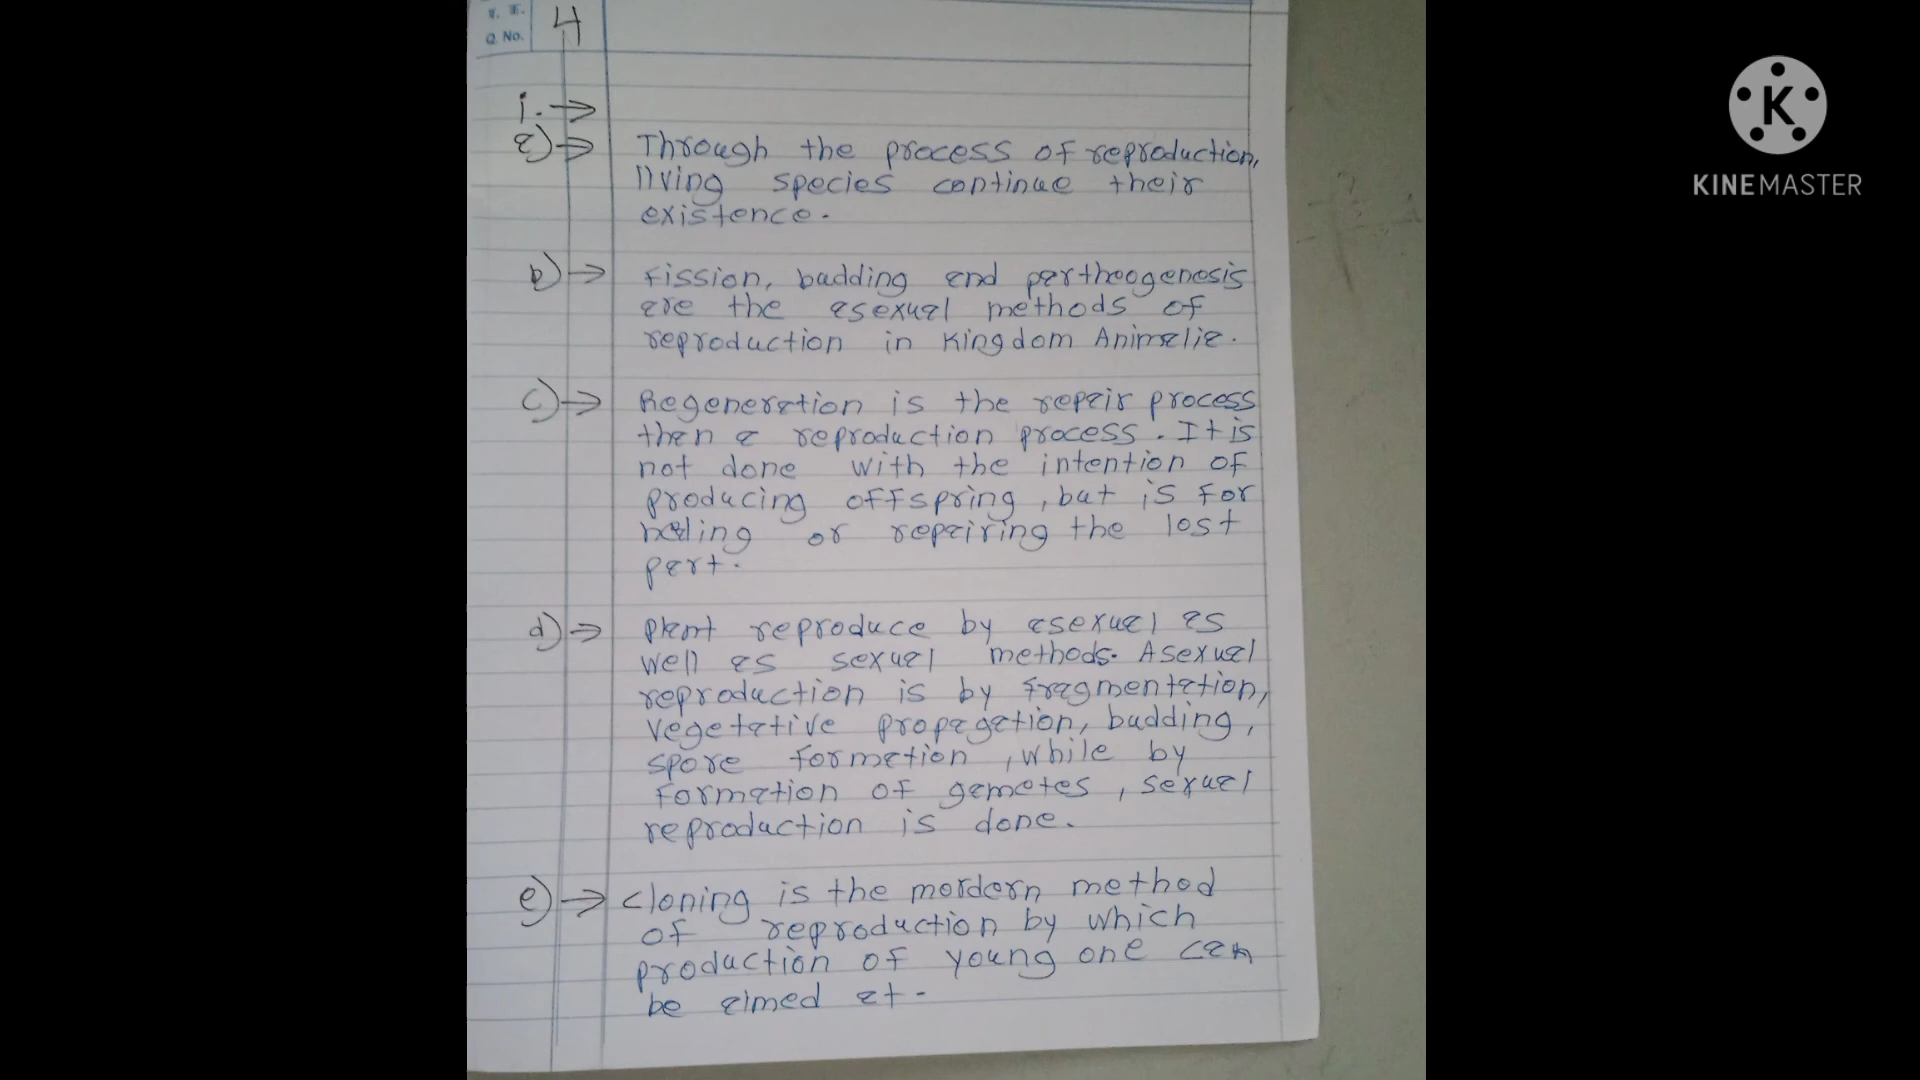 Q. No. 4
i. →
a) → Through the process of reproduction,
living species continue their
existence.
b) → Fission, budding and partheogenesis
are the asexual methods of
reproduction in Kingdom Animalia.
c) → Regeneration is the repair process
then a reproduction process. It is
not done with the intention of
producing offspring, but is for
healing or repairing the lost
part.
d) → Plant reproduce by asexual as
well as sexual methods. Asexual
reproduction is by fragmentation,
vegetative propagation, budding,
spore formation, while by
formation of gametes, sexual
reproduction is done.
e) → Cloning is the mordern method
of reproduction by which
production of young one can
be aimed at.
KINEMASTER